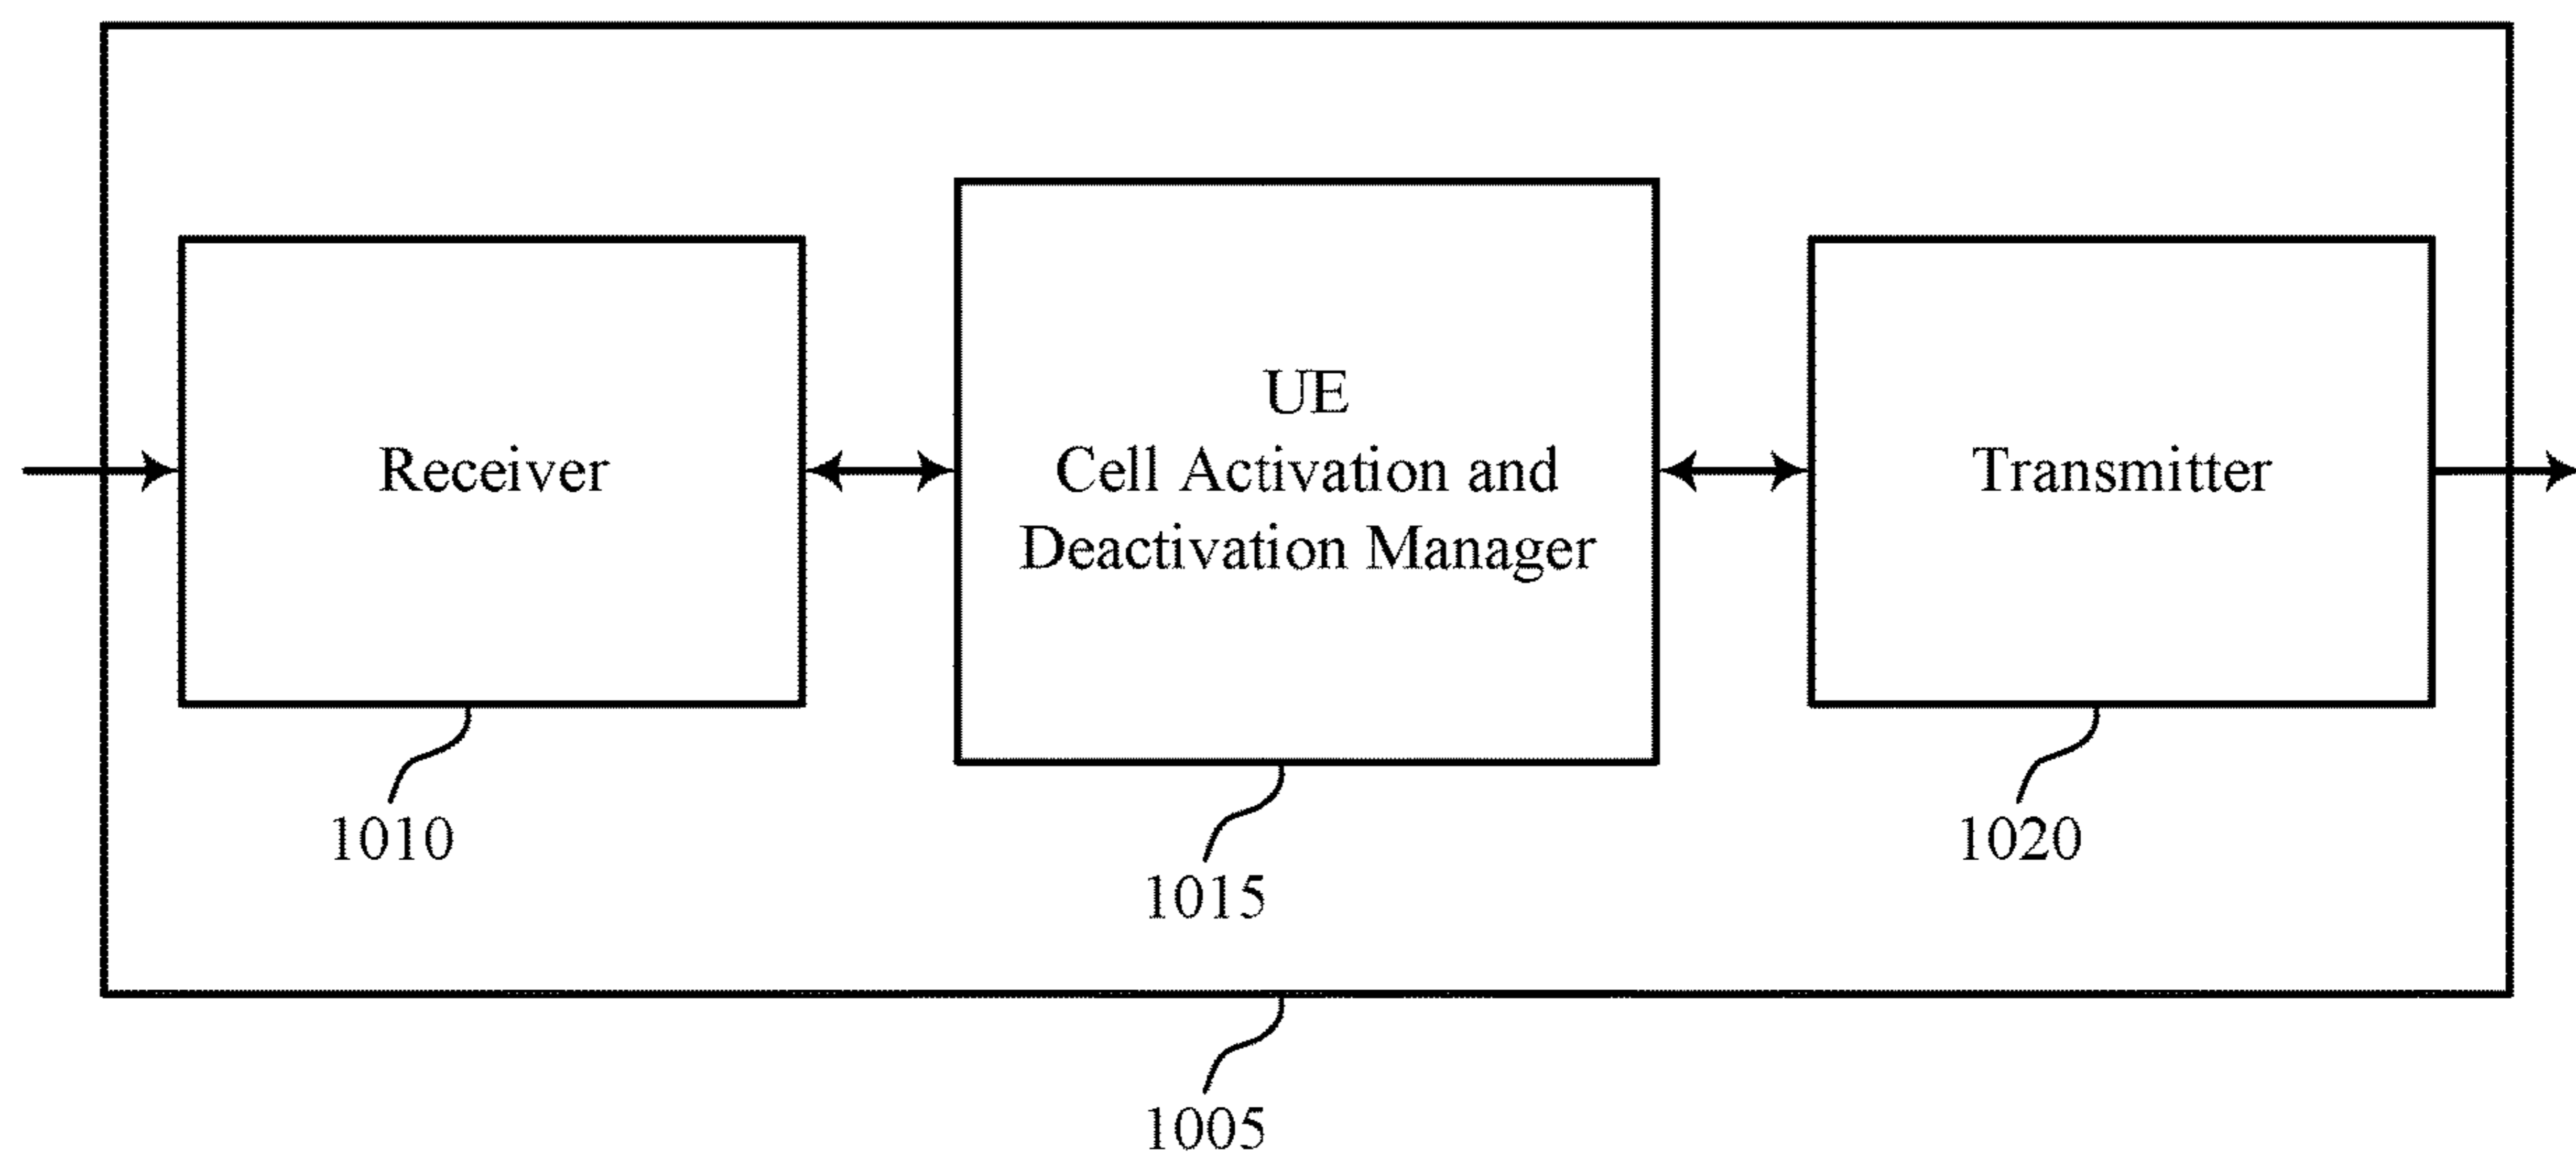 Receiver
UE
Cell Activation and
Deactivation Manager
Transmitter
1010
1015
1020
1005